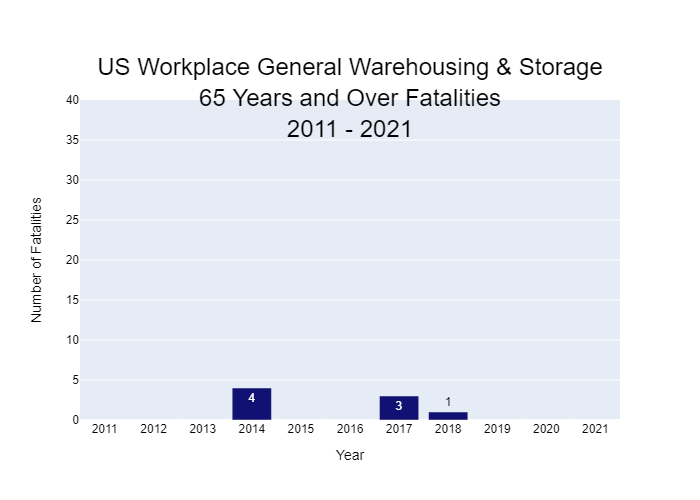 US Workplace General Warehousing & Storage
65 Years and Over Fatalities
2011 - 2021
40
35
30
25
20
15
10
5
0
Number of Fatalities
4
3
1
2011 2012 2013 2014 2015 2016 2017 2018 2019 2020 2021
Year